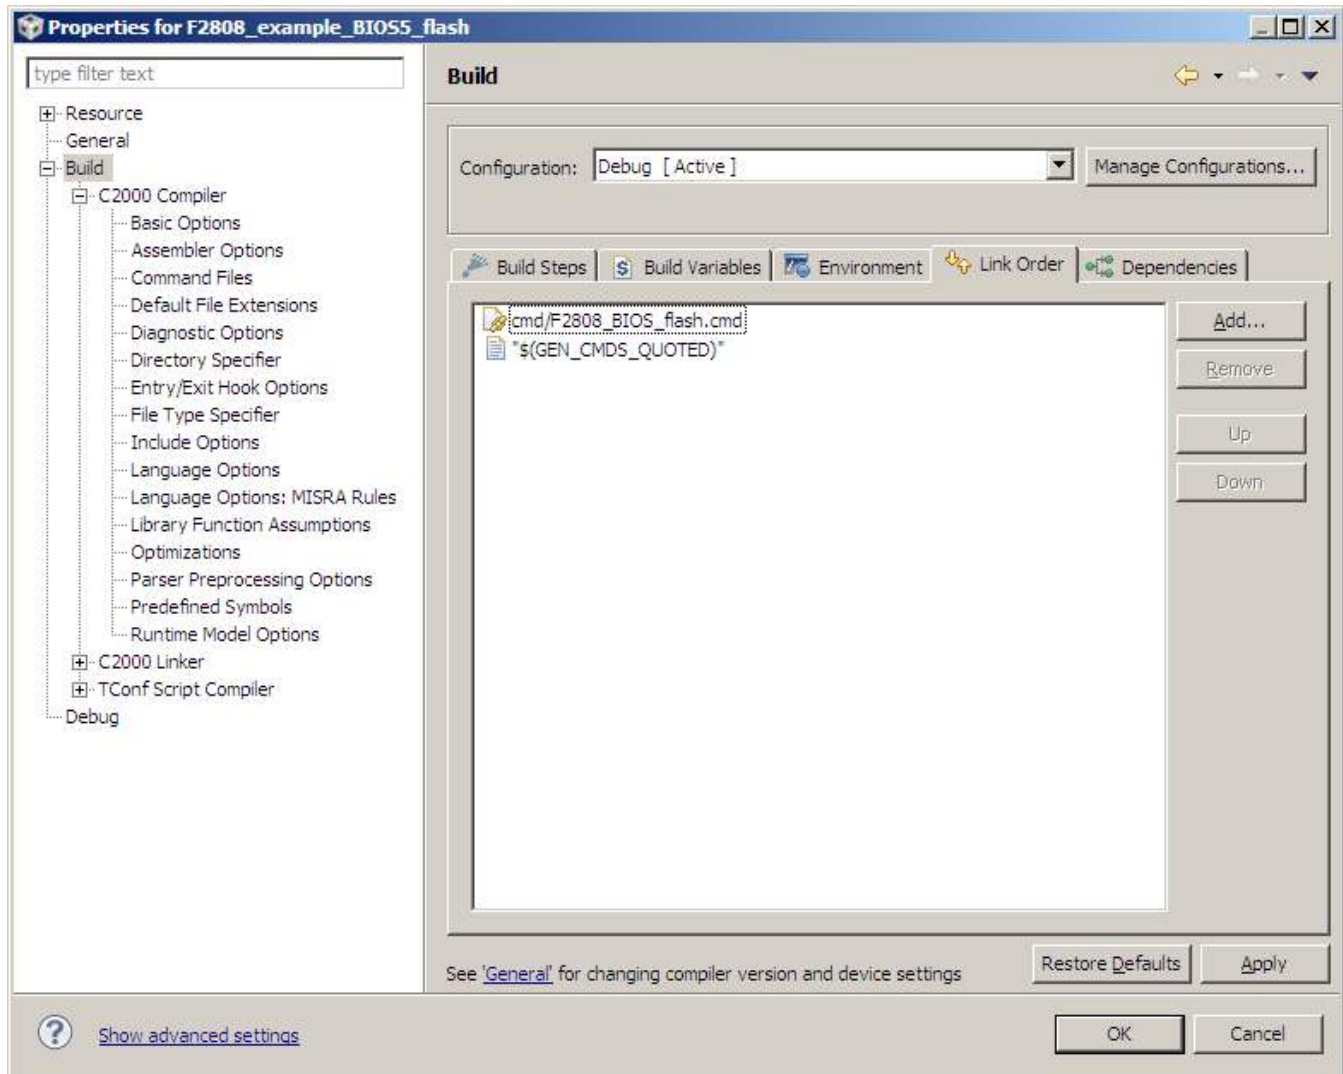 Properties for F2808_example_BIOS5_flash
type filter text
Resource
General
Build
C2000 Compiler
Basic Options
Assembler Options
Command Files
Default File Extensions
Diagnostic Options
Directory Specifier
Entry/Exit Hook Options
File Type Specifier
Include Options
Language Options
Language Options: MISRA Rules
Library Function Assumptions
Optimizations
Parser Preprocessing Options
Predefined Symbols
Runtime Model Options
C2000 Linker
TConf Script Compiler
Debug
Build
Configuration: Debug [ Active ] Manage Configurations...
Build Steps Build Variables Environment Link Order Dependencies
cmd/F2808_BIOS_flash.cmd
"$(GEN_CMDS_QUOTED)"
Add...
Remove
Up
Down
See 'General' for changing compiler version and device settings
Restore Defaults Apply
Show advanced settings
OK Cancel